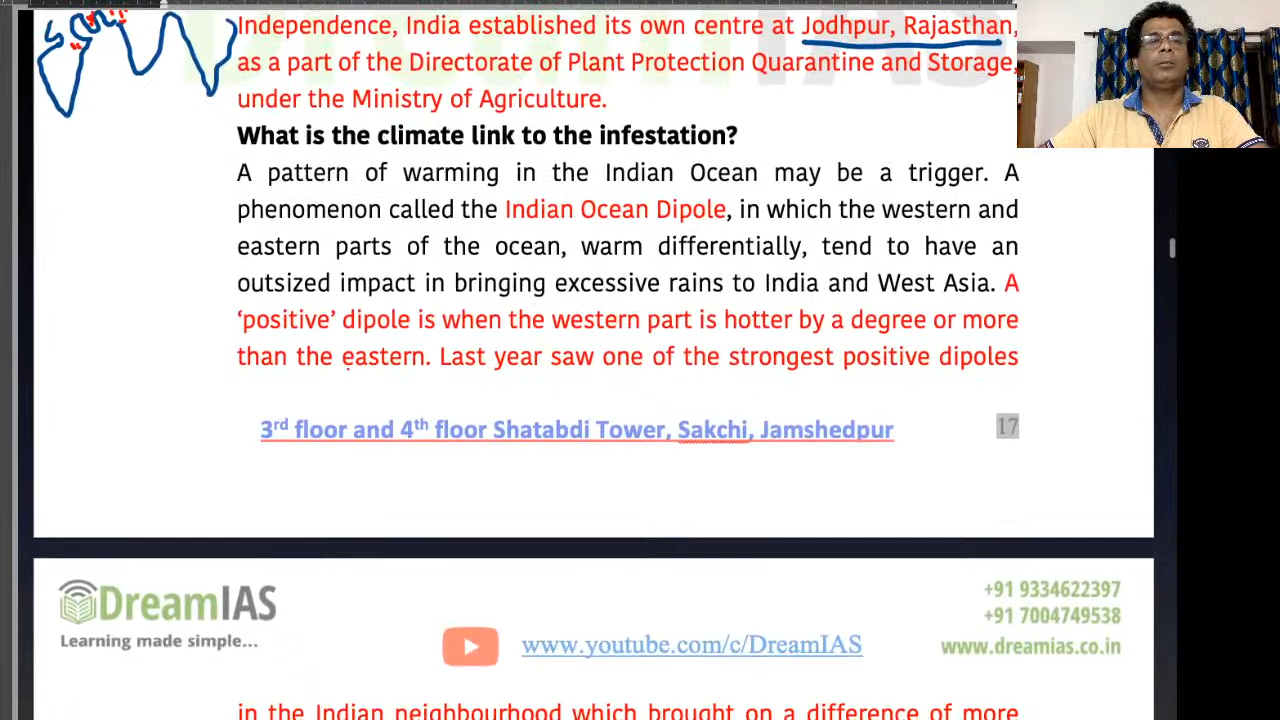 Independence, India established its own centre at Jodhpur, Rajasthan,
as a part of the Directorate of Plant Protection Quarantine and Storage,
under the Ministry of Agriculture.
What is the climate link to the infestation?
A pattern of warming in the Indian Ocean may be a trigger. A
phenomenon called the Indian Ocean Dipole, in which the western and
eastern parts of the ocean, warm differentially, tend to have an
outsized impact in bringing excessive rains to India and West Asia. A
‘positive’ dipole is when the western part is hotter by a degree or more
than the eastern. Last year saw one of the strongest positive dipoles
3rd floor and 4th floor Shatabdi Tower, Sakchi, Jamshedpur
17
DreamIAS
Learning made simple...
www.youtube.com/c/DreamIAS
+91 9334622397
+91 7004749538
www.dreamias.co.in
in the Indian neighbourhood which brought on a difference of more